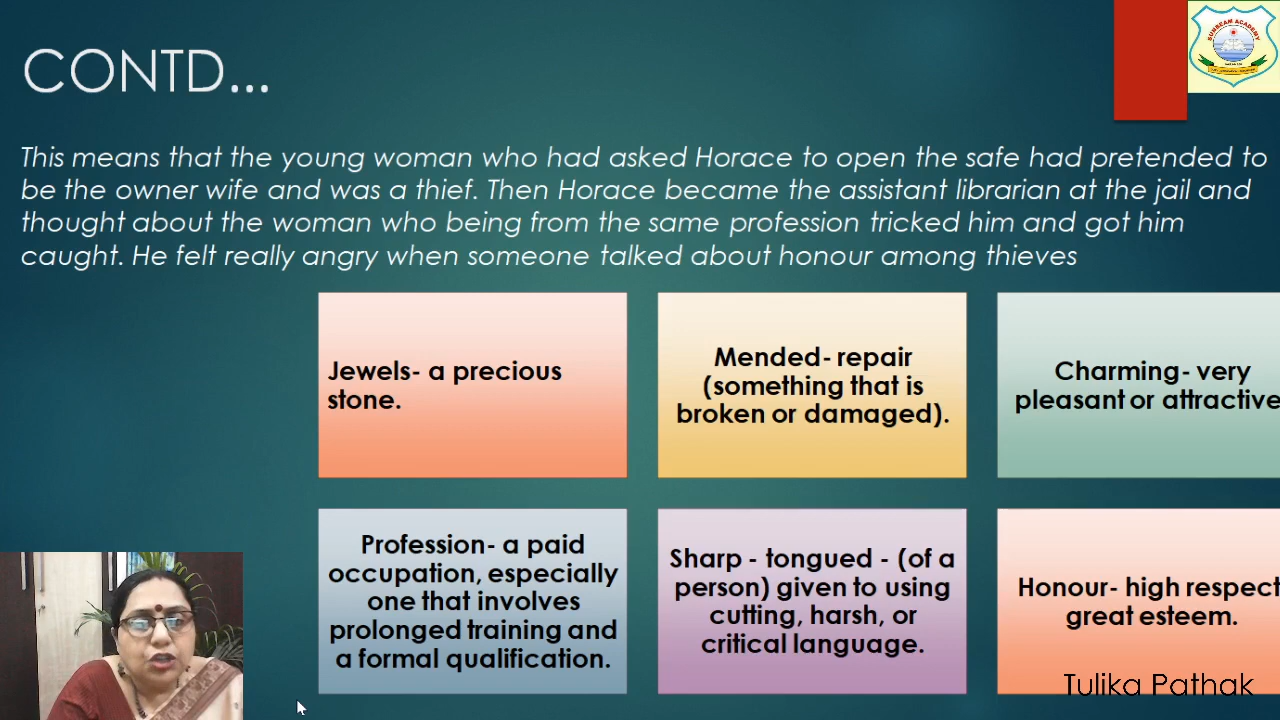 CONTD...
SUNBEAM ACADEMY
This means that the young woman who had asked Horace to open the safe had pretended to
be the owner wife and was a thief. Then Horace became the assistant librarian at the jail and
thought about the woman who being from the same profession tricked him and got him
caught. He felt really angry when someone talked about honour among thieves
Jewels- a precious
stone.
Mended- repair
(something that is
broken or damaged).
Charming- very
pleasant or attractive
Profession- a paid
occupation, especially
one that involves
prolonged training and
a formal qualification.
Sharp - tongued - (of a
person) given to using
cutting, harsh, or
critical language.
Honour- high respect
great esteem.
Tulika Pathak